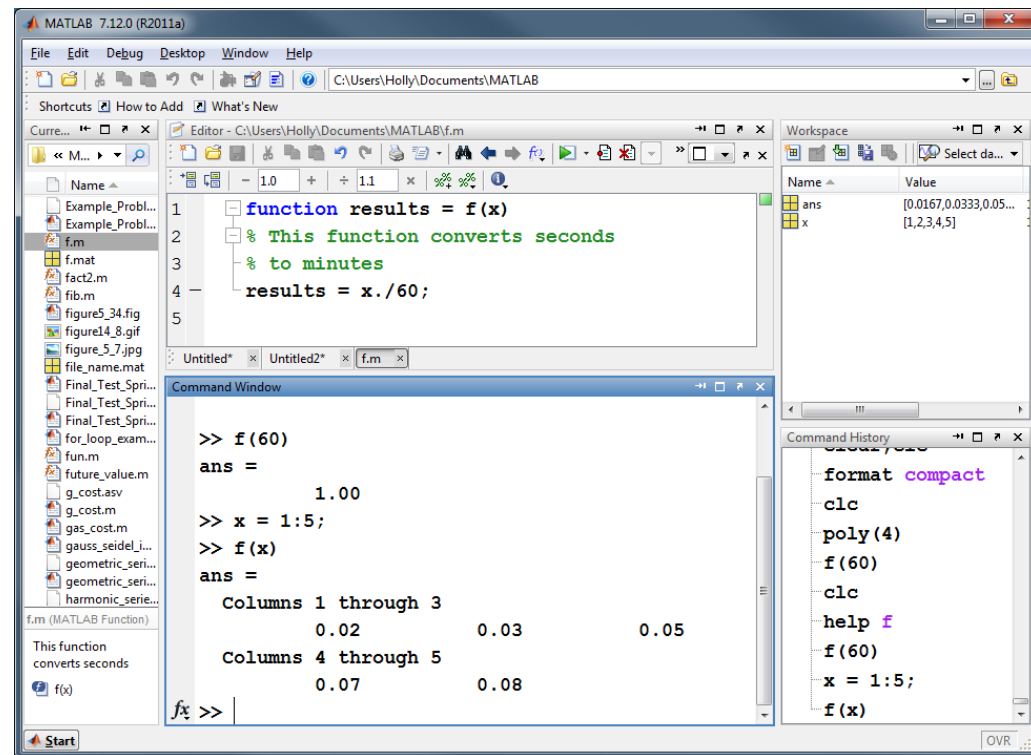 MATLAB 7.12.0 (R2011a)
File Edit Debug Desktop Window Help
C:\Users\Holly\Documents\MATLAB
Shortcuts How to Add What's New
Curre...
« M...
Name
Example_Probl...
Example_Probl...
f.m
f.mat
fact2.m
fib.m
figure5_34.fig
figure14_8.gif
figure_5_7.jpg
file_name.mat
Final_Test_Spri...
Final_Test_Spri...
Final_Test_Spri...
for_loop_exam...
fun.m
future_value.m
g_cost.asv
g_cost.m
gas_cost.m
gauss_seidel_i...
geometric_seri...
geometric_seri...
harmonic_serie...
f.m (MATLAB Function)
This function
converts seconds
f(x)
Editor - C:\Users\Holly\Documents\MATLAB\f.m
- 1.0 + ÷ 1.1 ×
1 function results = f(x)
2 % This function converts seconds
3 % to minutes
4 – results = x./60;
5
Untitled* × Untitled2* × f.m ×
Command Window
>> f(60)
ans =
1.00
>> x = 1:5;
>> f(x)
ans =
Columns 1 through 3
0.02 0.03 0.05
Columns 4 through 5
0.07 0.08
fx >>
Workspace
Select da...
Name Value
ans [0.0167,0.0333,0.05...
x [1,2,3,4,5]
Command History
format compact
clc
poly(4)
f(60)
clc
help f
f(60)
x = 1:5;
f(x)
Start
OVR